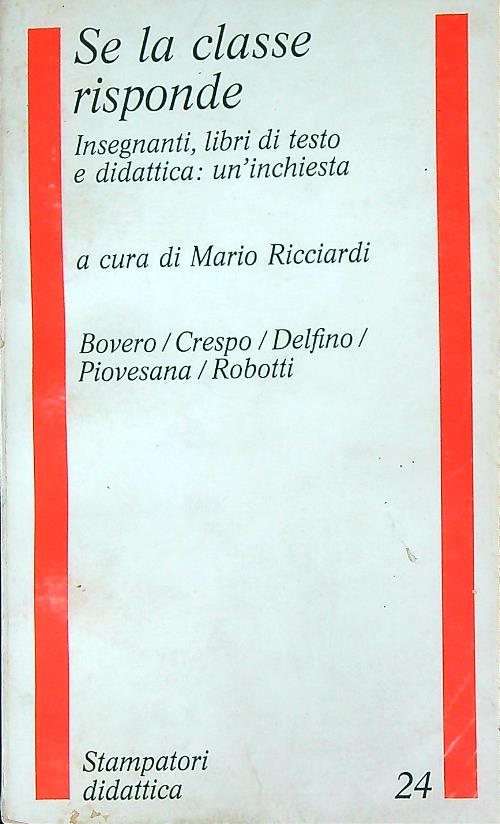 Se la classe
risponde
Insegnanti, libri di testo
e didattica: un'inchiesta
a cura di Mario Ricciardi
Bovero / Crespo / Delfino /
Piovesana / Robotti
Stampatori
didattica
24